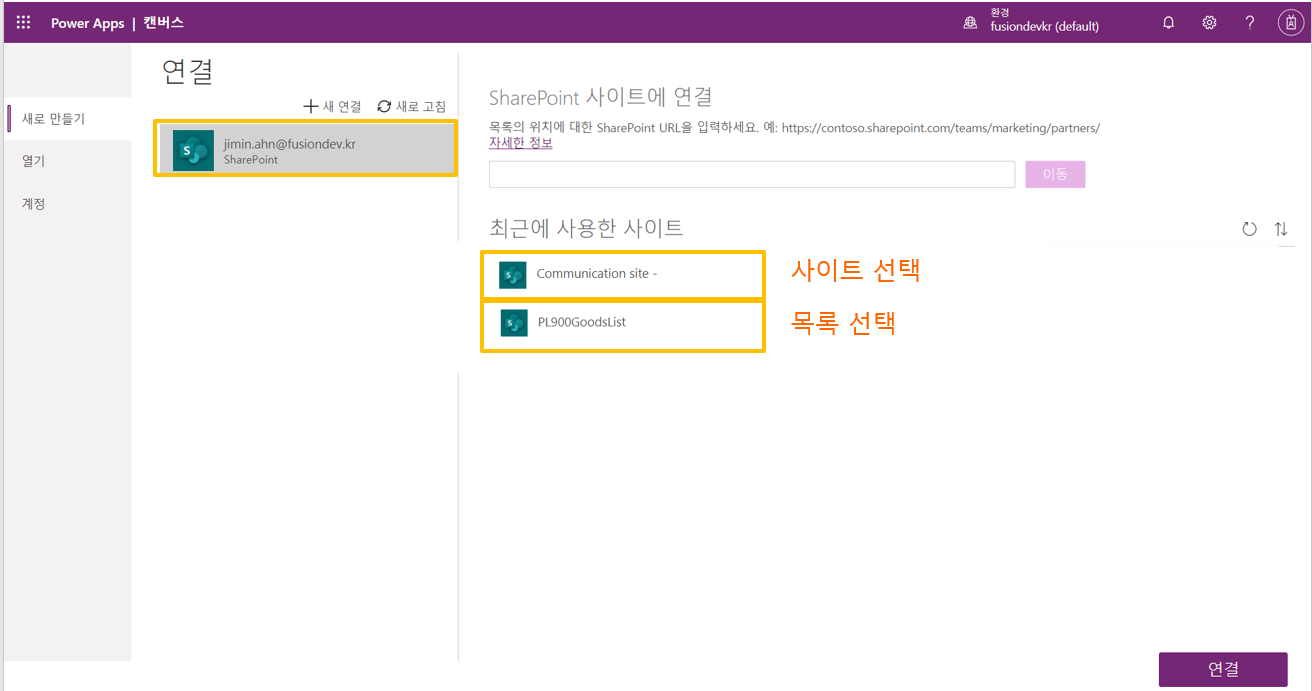 Power Apps | 캔버스
환경
fusiondevkr (default)
연결
새 연결
새로 고침
새로 만들기
열기
계정
jimin.ahn@fusiondev.kr
SharePoint
SharePoint 사이트에 연결
목록의 위치에 대한 SharePoint URL을 입력하세요. 예: https://contoso.sharepoint.com/teams/marketing/partners/
자세한 정보
이동
최근에 사용한 사이트
Communication site -
사이트 선택
PL900GoodsList
목록 선택
연결